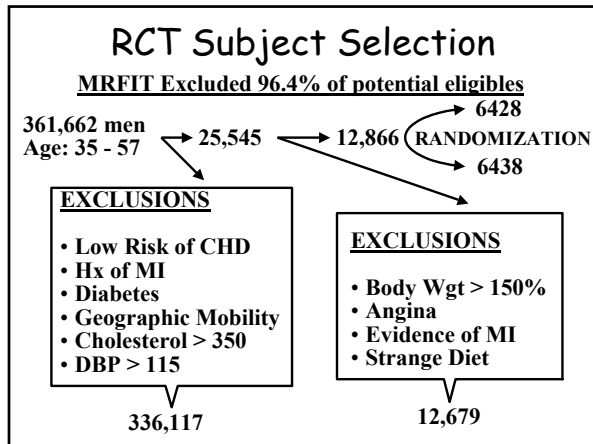 RCT Subject Selection
MRFIT Excluded 96.4% of potential eligibles
361,662 men
Age: 35 - 57
25,545
12,866
6428
RANDOMIZATION
6438
EXCLUSIONS
• Low Risk of CHD
• Hx of MI
• Diabetes
• Geographic Mobility
• Cholesterol > 350
• DBP > 115
336,117
EXCLUSIONS
• Body Wgt > 150%
• Angina
• Evidence of MI
• Strange Diet
12,679